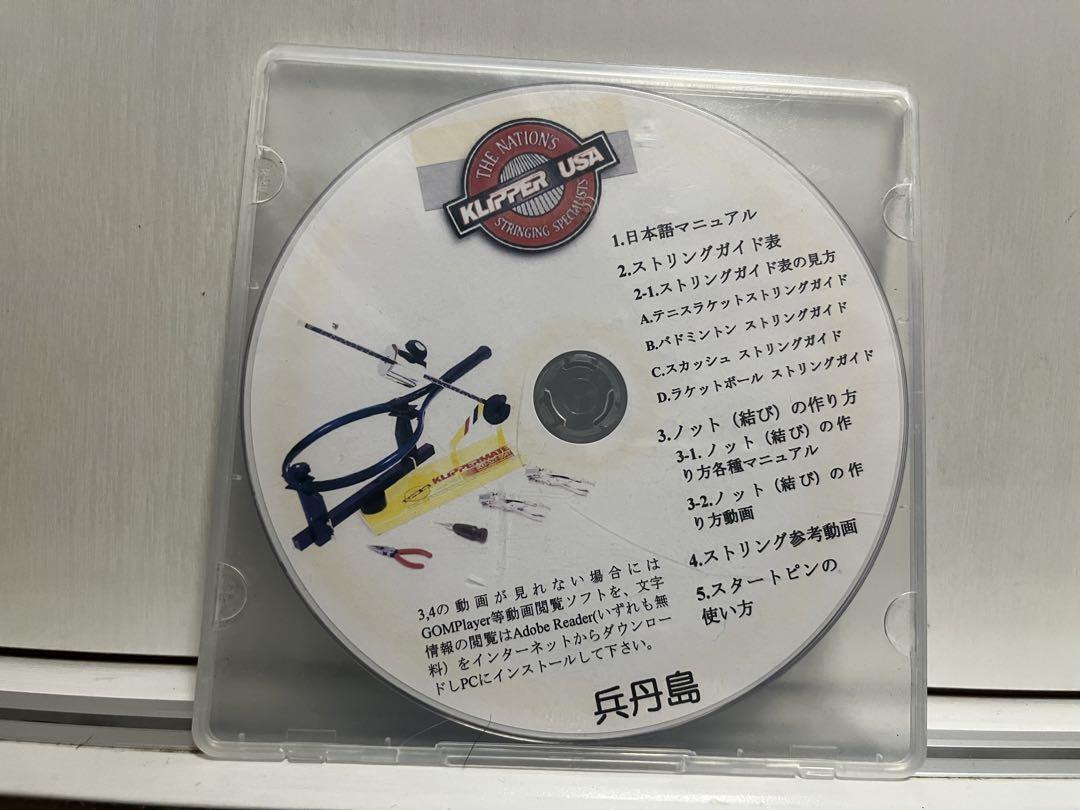 THE NATION'S
KLIPPER USA
STRINGING SPECIALISTS
1.日本語マニュアル
2.ストリングガイド表
2-1.ストリングガイド表の見方
A.テニスラケットストリングガイド
B.バドミントン ストリングガイド
C.スカッシュ ストリングガイド
D.ラケットボール ストリングガイド
3.ノット（結び）の作り方
3-1. ノット（結び）の作
り方各種マニュアル
3-2.ノット（結び）の作
り方動画
4.ストリング参考動画
5.スタートピンの
使い方
KLIPPERMATE
3,4の動画が見れない場合には
GOMPlayer等動画閲覧ソフトを、文字
情報の閲覧はAdobe Reader(いずれも無
料）をインターネットからダウンロー
ドしPCにインストールして下さい。
兵丹島